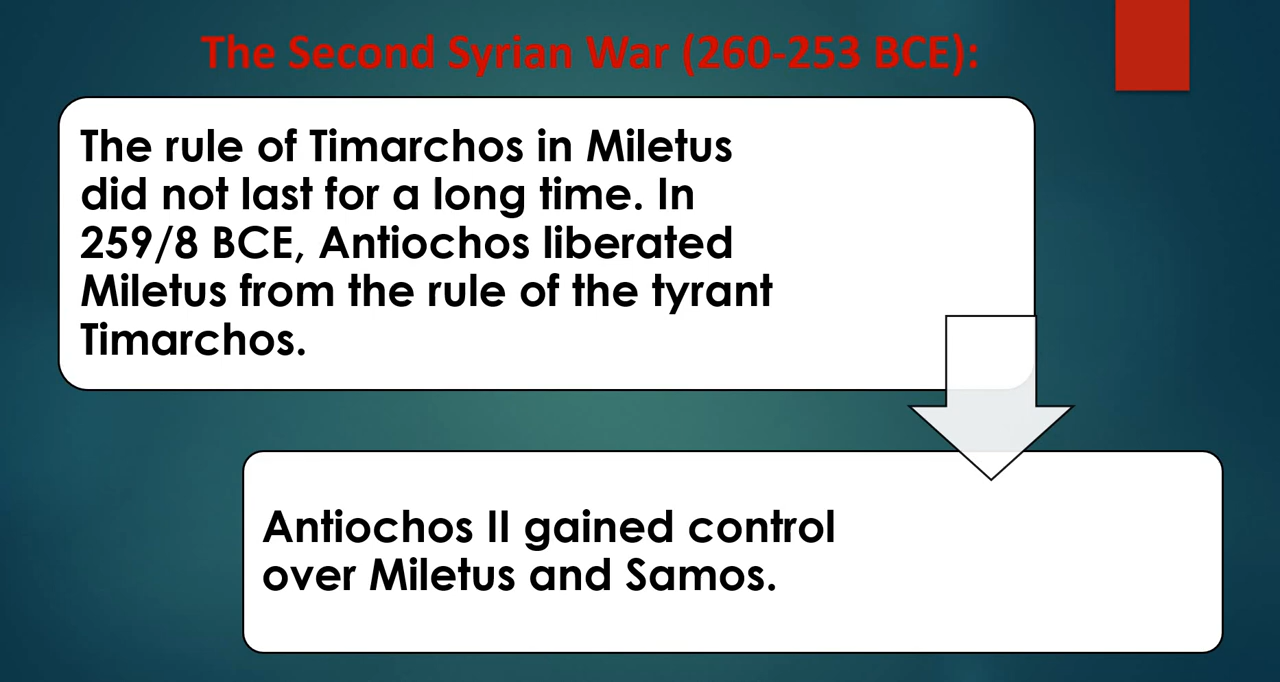 The Second Syrian War (260-253 BCE):
The rule of Timarchos in Miletus
did not last for a long time. In
259/8 BCE, Antiochos liberated
Miletus from the rule of the tyrant
Timarchos.
Antiochos II gained control
over Miletus and Samos.